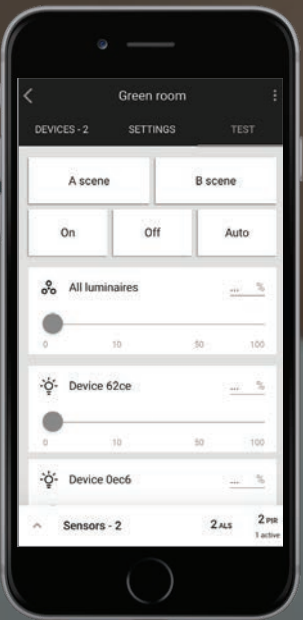 Green room
DEVICES - 2 SETTINGS TEST
A scene B scene
On Off Auto
All luminaires ... %
0 10 50 100
Device 62ce ... %
0 10 50 100
Device 0ec6 ... %
Sensors - 2 2 ALS 2 PIR
1 active